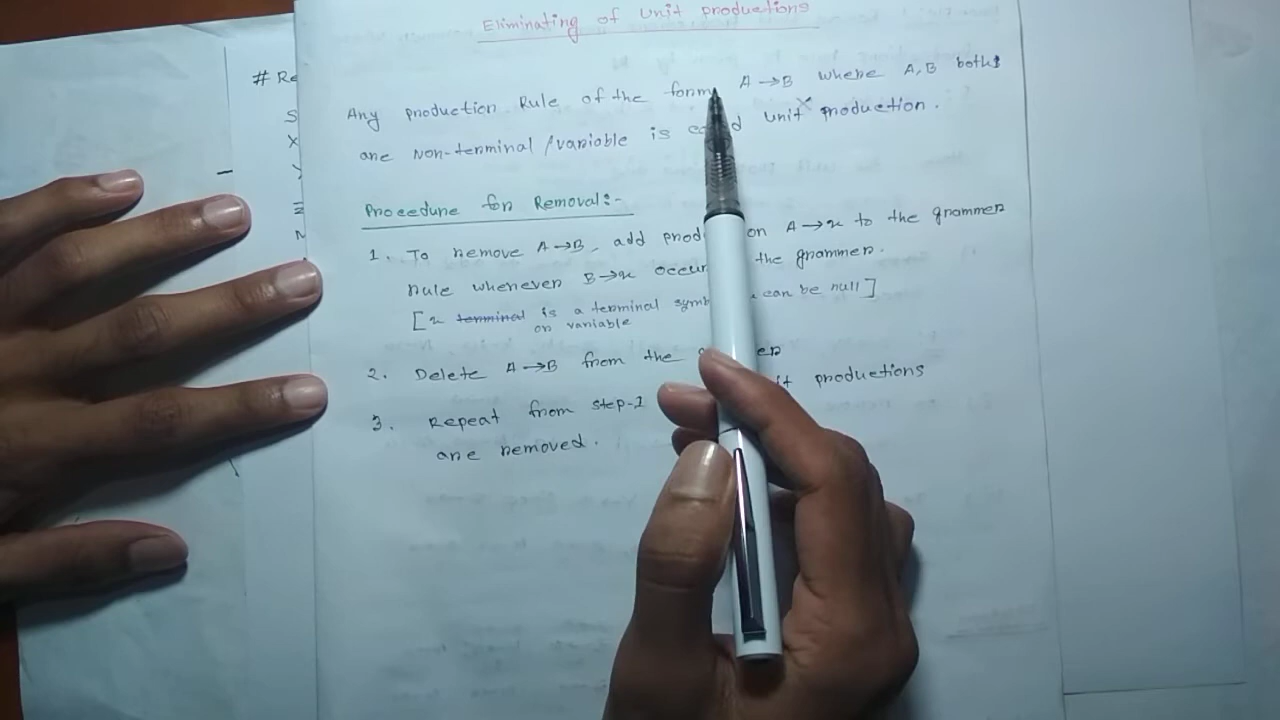 Eliminating of Unit productions
# Re
Any production Rule of the form A → B where A, B both
are Non-terminal / variable is unit production.
Procedure for Removal:-
1. To remove A → B, add A → x to the grammer
rule whenever B → x the grammer.
[x is a terminal can be null]
or variable
2. Delete A → B from the
3. Repeat from step-1 productions
are removed.